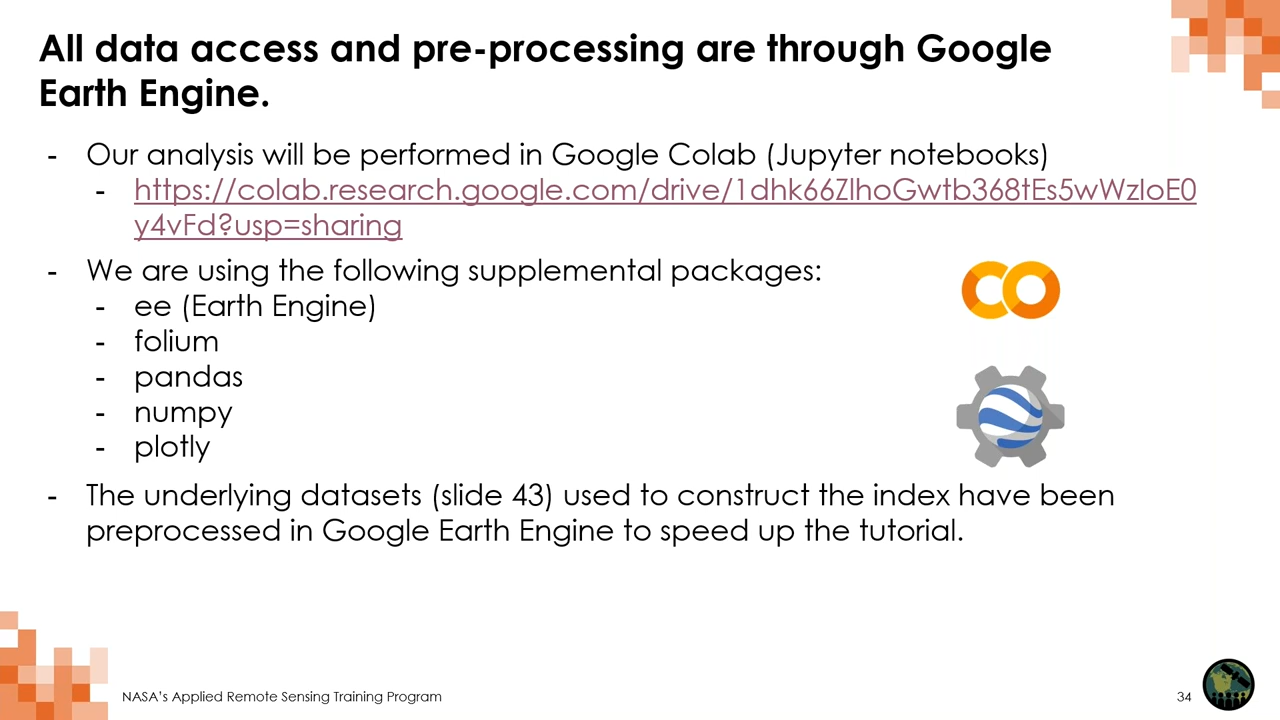 All data access and pre-processing are through Google
Earth Engine.
- Our analysis will be performed in Google Colab (Jupyter notebooks)
- https://colab.research.google.com/drive/1dhk66ZlhoGwtb368tEs5wWzIoE0
y4vFd?usp=sharing
- We are using the following supplemental packages:
- ee (Earth Engine)
- folium
- pandas
- numpy
- plotly
- The underlying datasets (slide 43) used to construct the index have been
preprocessed in Google Earth Engine to speed up the tutorial.
NASA's Applied Remote Sensing Training Program
34